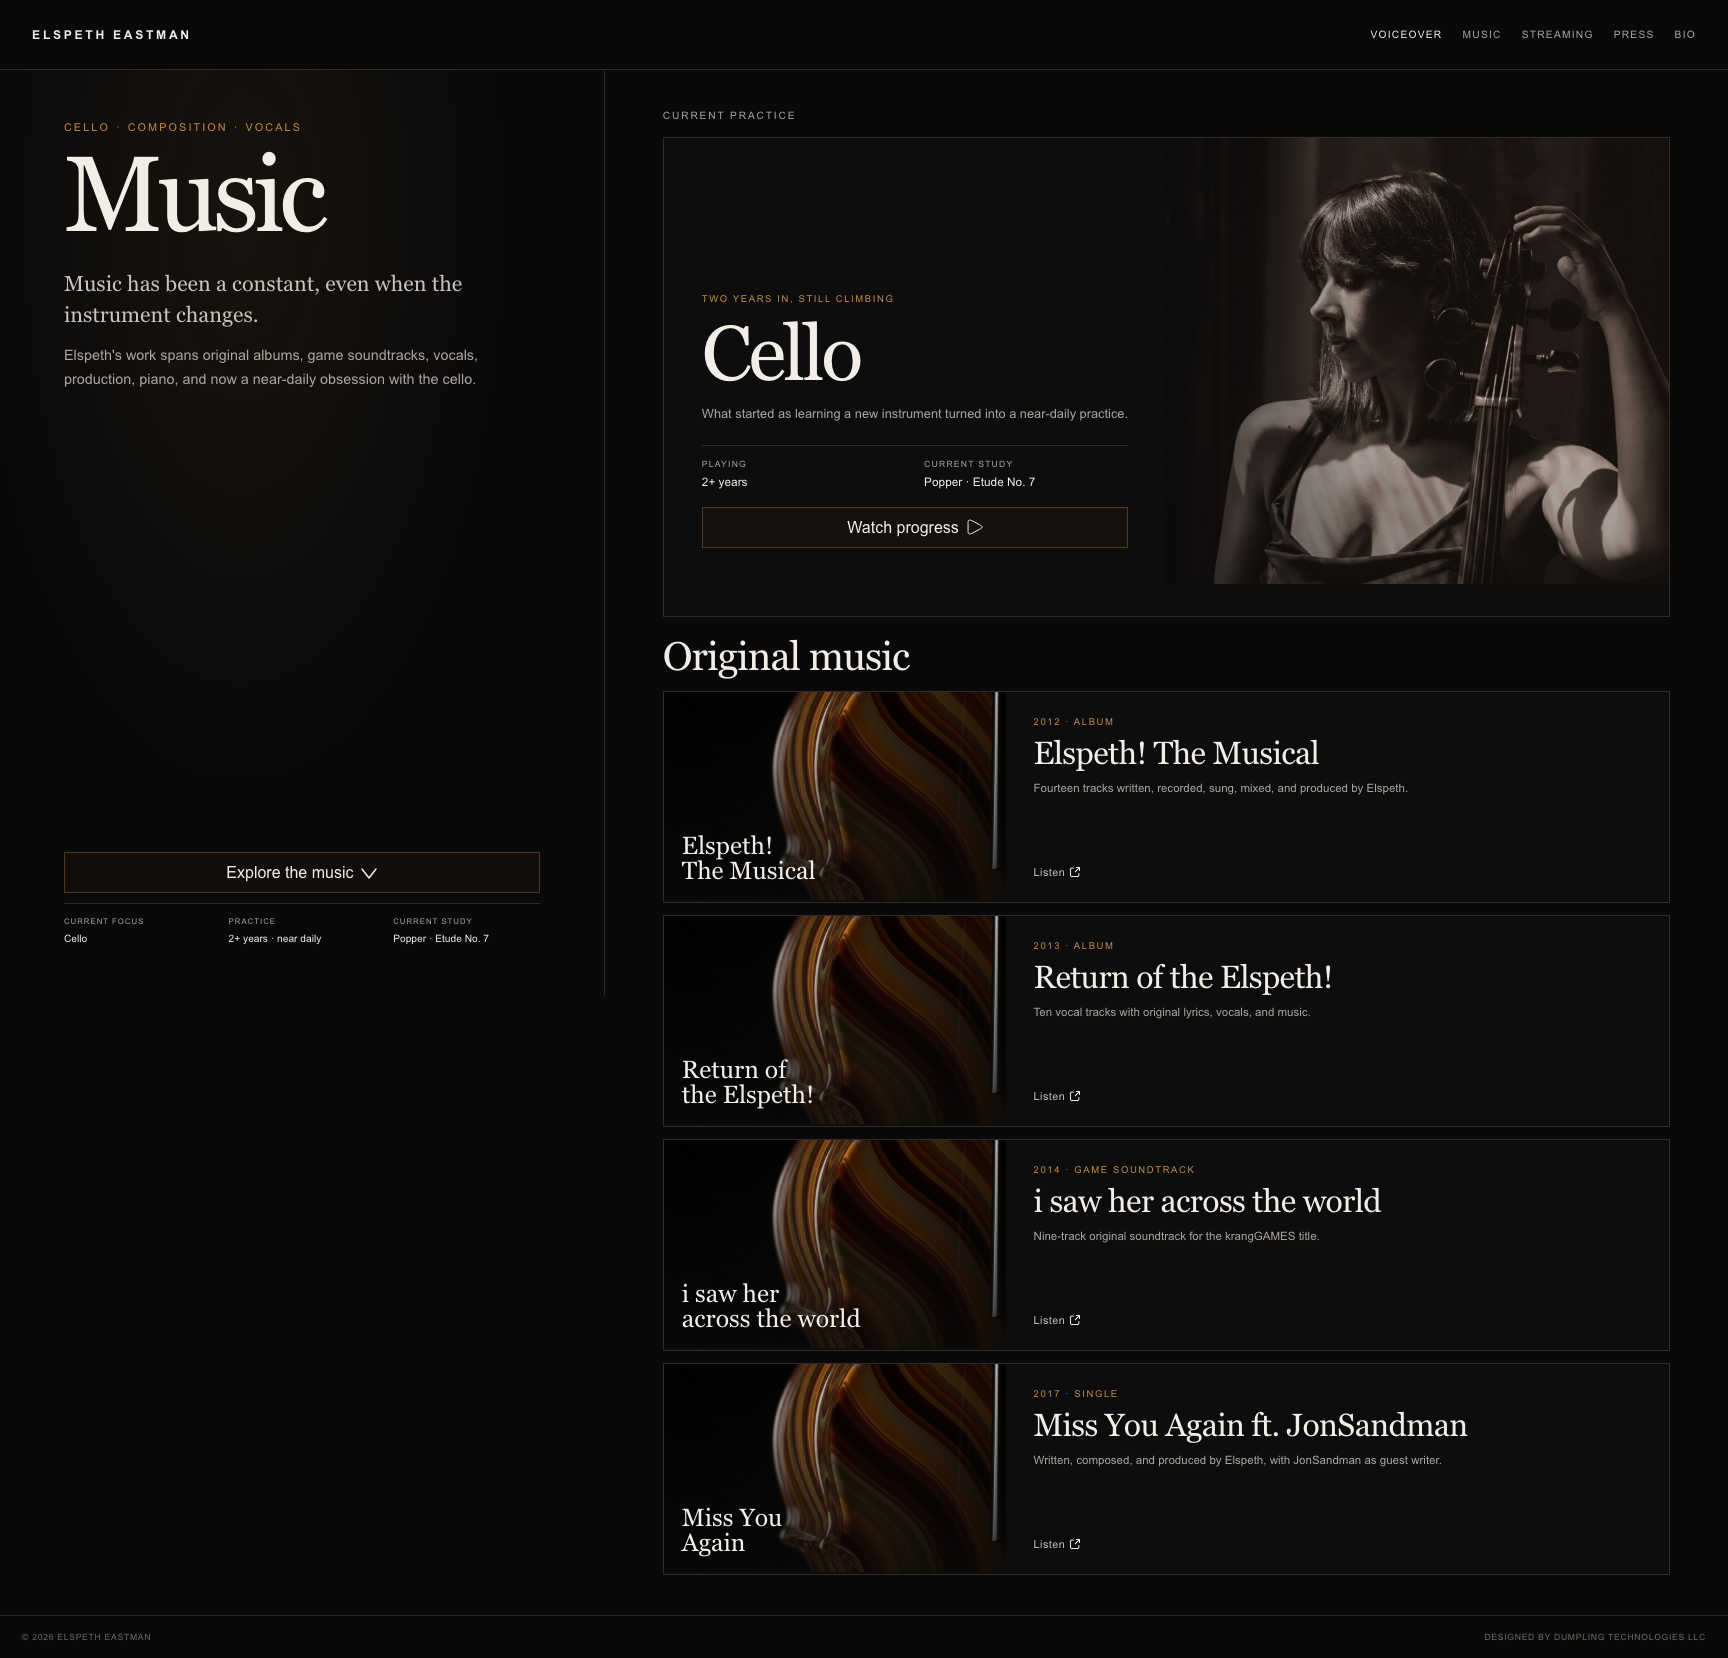 ELSPETH EASTMAN
VOICEOVER
MUSIC
STREAMING
PRESS
BIO
CELLO · COMPOSITION · VOCALS
Music
Music has been a constant, even when the
instrument changes.
Elspeth's work spans original albums, game soundtracks, vocals,
production, piano, and now a near-daily obsession with the cello.
Explore the music
CURRENT FOCUS
Cello
PRACTICE
2+ years · near daily
CURRENT STUDY
Popper · Etude No. 7
CURRENT PRACTICE
TWO YEARS IN, STILL CLIMBING
Cello
What started as learning a new instrument turned into a near-daily practice.
PLAYING
2+ years
CURRENT STUDY
Popper · Etude No. 7
Watch progress
Original music
Elspeth!
The Musical
2012 · ALBUM
Elspeth! The Musical
Fourteen tracks written, recorded, sung, mixed, and produced by Elspeth.
Listen
Return of
the Elspeth!
2013 · ALBUM
Return of the Elspeth!
Ten vocal tracks with original lyrics, vocals, and music.
Listen
i saw her
across the world
2014 · GAME SOUNDTRACK
i saw her across the world
Nine-track original soundtrack for the krangGAMES title.
Listen
Miss You
Again
2017 · SINGLE
Miss You Again ft. JonSandman
Written, composed, and produced by Elspeth, with JonSandman as guest writer.
Listen
© 2026 ELSPETH EASTMAN
DESIGNED BY DUMPLING TECHNOLOGIES LLC